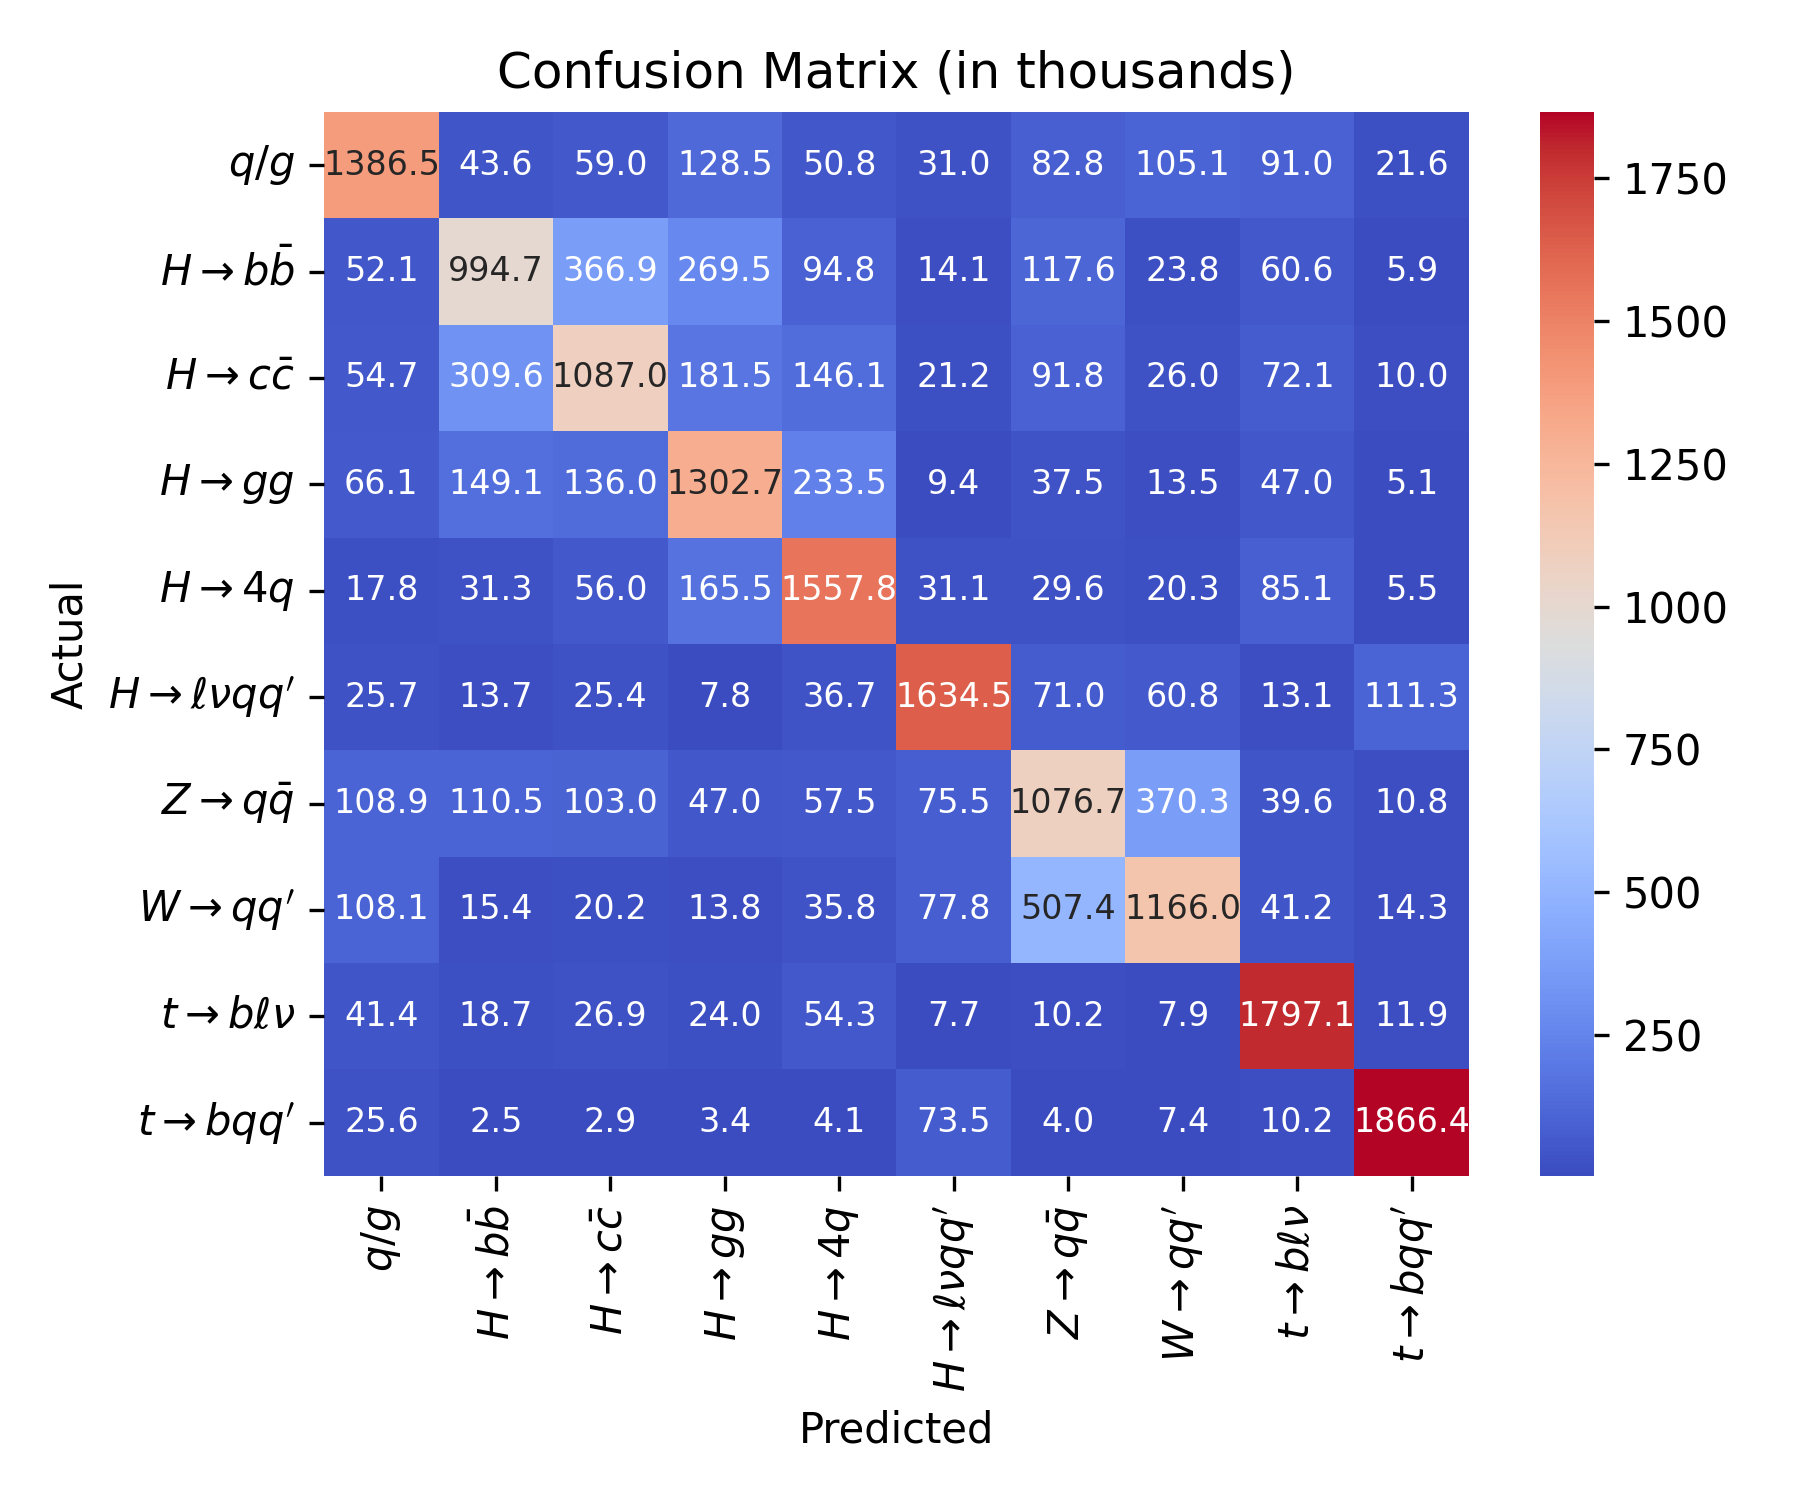 Confusion Matrix (in thousands)
q/g 1386.5 43.6 59.0 128.5 50.8 31.0 82.8 105.1 91.0 21.6
H→bb̄ 52.1 994.7 366.9 269.5 94.8 14.1 117.6 23.8 60.6 5.9
H→cc̄ 54.7 309.6 1087.0 181.5 146.1 21.2 91.8 26.0 72.1 10.0
H→gg 66.1 149.1 136.0 1302.7 233.5 9.4 37.5 13.5 47.0 5.1
H→4q 17.8 31.3 56.0 165.5 1557.8 31.1 29.6 20.3 85.1 5.5
H→ℓνqq′ 25.7 13.7 25.4 7.8 36.7 1634.5 71.0 60.8 13.1 111.3
Z→qq̄ 108.9 110.5 103.0 47.0 57.5 75.5 1076.7 370.3 39.6 10.8
W→qq′ 108.1 15.4 20.2 13.8 35.8 77.8 507.4 1166.0 41.2 14.3
t→bℓν 41.4 18.7 26.9 24.0 54.3 7.7 10.2 7.9 1797.1 11.9
t→bqq′ 25.6 2.5 2.9 3.4 4.1 73.5 4.0 7.4 10.2 1866.4
Actual
q/g
H→bb̄
H→cc̄
H→gg
H→4q
H→ℓνqq′
Z→qq̄
W→qq′
t→bℓν
t→bqq′
Predicted
1750
1500
1250
1000
750
500
250